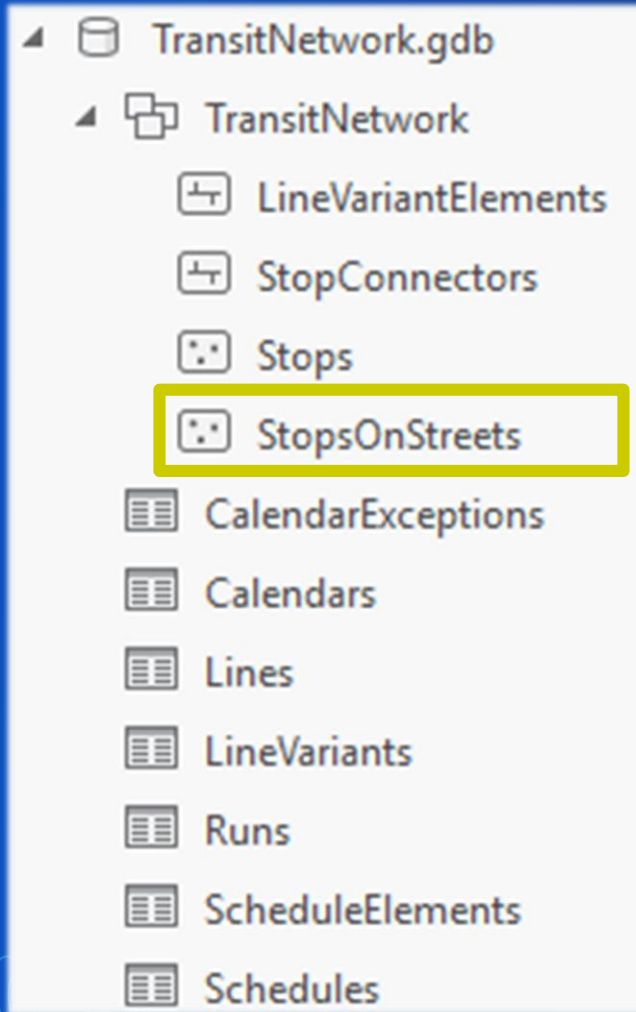 TransitNetwork.gdb
TransitNetwork
LineVariantElements
StopConnectors
Stops
StopsOnStreets
CalendarExceptions
Calendars
Lines
LineVariants
Runs
ScheduleElements
Schedules